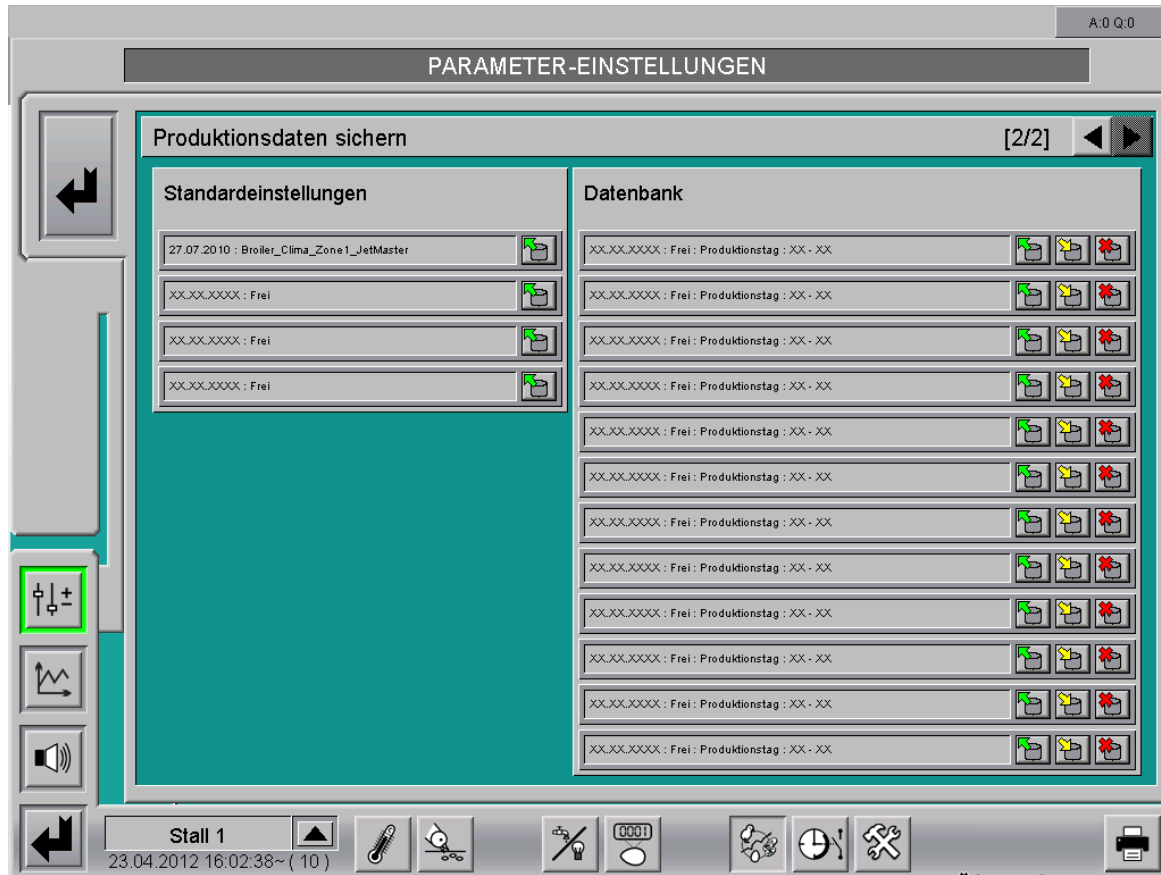 A:0 Q:0
PARAMETER-EINSTELLUNGEN
Produktionsdaten sichern
[2/2]
Standardeinstellungen
27.07.2010 : Broiler_Clima_Zone1_JetMaster
XX.XX.XXXX : Frei
XX.XX.XXXX : Frei
XX.XX.XXXX : Frei
Datenbank
XX.XX.XXXX : Frei : Produktionstag : XX - XX
XX.XX.XXXX : Frei : Produktionstag : XX - XX
XX.XX.XXXX : Frei : Produktionstag : XX - XX
XX.XX.XXXX : Frei : Produktionstag : XX - XX
XX.XX.XXXX : Frei : Produktionstag : XX - XX
XX.XX.XXXX : Frei : Produktionstag : XX - XX
XX.XX.XXXX : Frei : Produktionstag : XX - XX
XX.XX.XXXX : Frei : Produktionstag : XX - XX
XX.XX.XXXX : Frei : Produktionstag : XX - XX
XX.XX.XXXX : Frei : Produktionstag : XX - XX
XX.XX.XXXX : Frei : Produktionstag : XX - XX
XX.XX.XXXX : Frei : Produktionstag : XX - XX
Stall 1
23.04.2012 16:02:38~ ( 10 )
0001